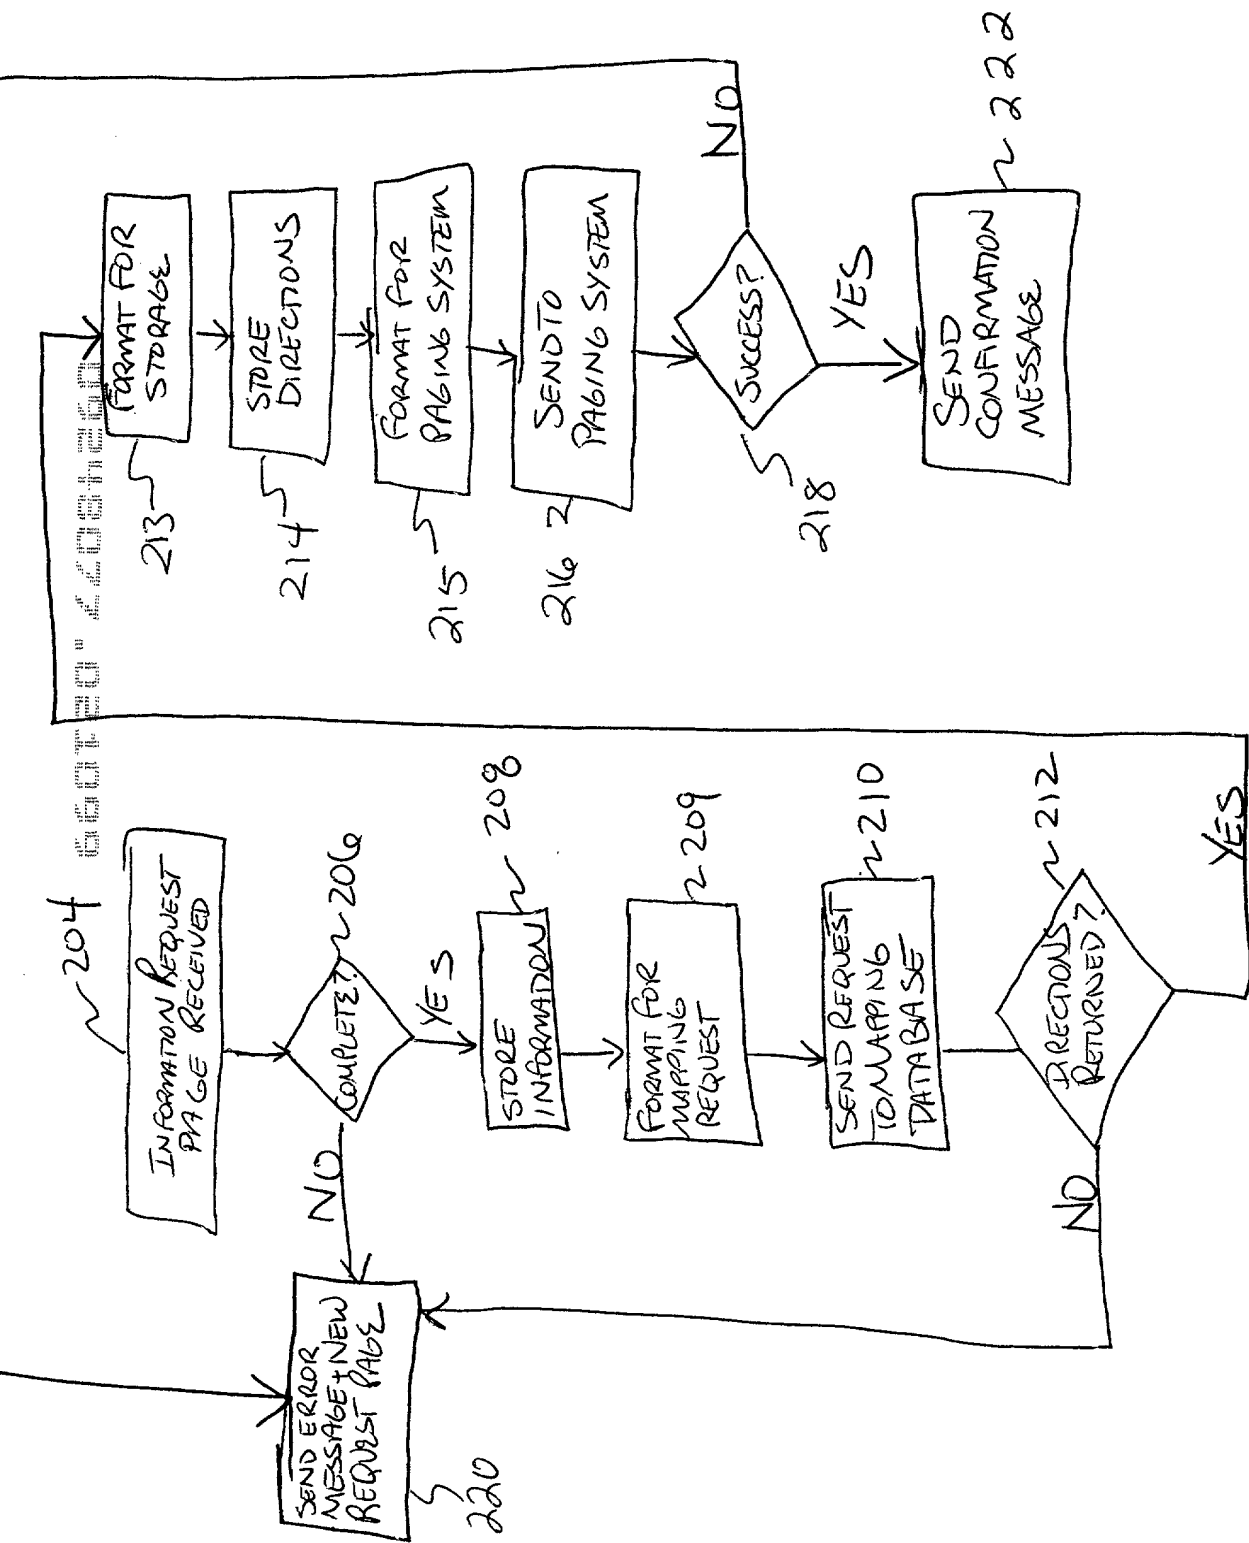 204
INFORMATION REQUEST
PAGE RECEIVED
COMPLETE?
206
NO
YES
SEND ERROR
MESSAGE + NEW
REQUEST PAGE
220
STORE
INFORMATION
208
FORMAT FOR
MAPPING
REQUEST
209
SEND REQUEST
TO MAPPING
DATABASE
210
DIRECTIONS
RETURNED?
212
NO
YES
FORMAT FOR
STORAGE
213
STORE
DIRECTIONS
214
FORMAT FOR
PAGING SYSTEM
215
SEND TO
PAGING SYSTEM
216
SUCCESS?
218
NO
YES
SEND
CONFIRMATION
MESSAGE
222